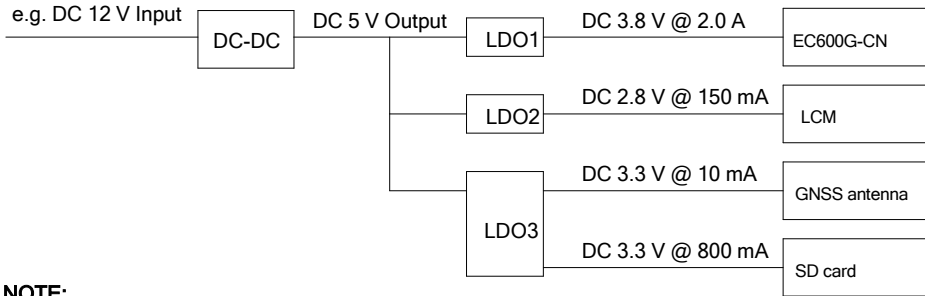 e.g. DC 12 V Input
DC-DC
DC 5 V Output
LDO1
DC 3.8 V @ 2.0 A
EC600G-CN
LDO2
DC 2.8 V @ 150 mA
LCM
LDO3
DC 3.3 V @ 10 mA
GNSS antenna
DC 3.3 V @ 800 mA
SD card
NOTE: